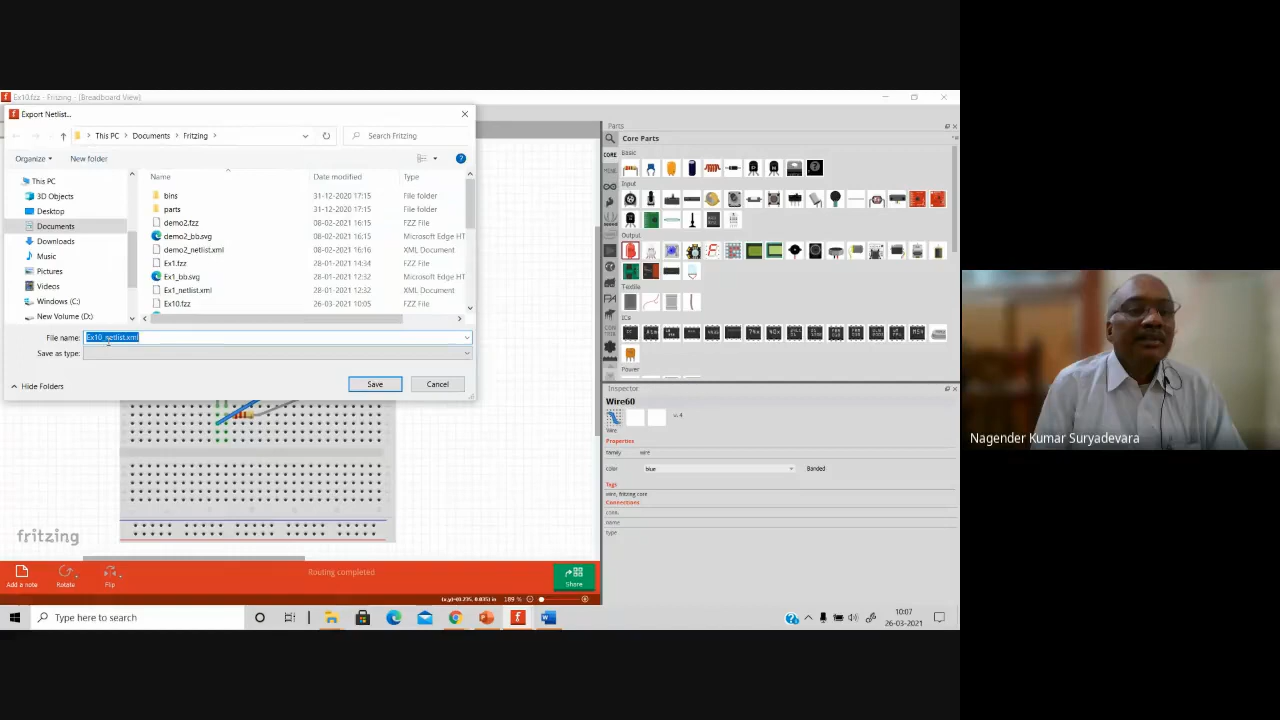 Ex10.fzz - Fritzing - [Breadboard View]
Export Netlist...
This PC > Documents > Fritzing >
Search Fritzing
Organize
New folder
Name Date modified Type
This PC
3D Objects
Desktop
Documents
Downloads
Music
Pictures
Videos
Windows (C:)
New Volume (D:)
bins 31-12-2020 17:15 File folder
parts 31-12-2020 17:15 File folder
demo2.fzz 08-02-2021 16:15 FZZ File
demo2_bb.svg 08-02-2021 16:15 Microsoft Edge HT
demo2_netlist.xml 08-02-2021 16:16 XML Document
Ex1.fzz 28-01-2021 14:34 FZZ File
Ex1_bb.svg 28-01-2021 12:32 Microsoft Edge HT
Ex1_netlist.xml 28-01-2021 12:32 XML Document
Ex10.fzz 26-03-2021 10:05 FZZ File
File name: Ex10_netlist.xml
Save as type:
Hide Folders
Save
Cancel
fritzing
Add a note
Rotate
Flip
Routing completed
Share
189 %
Parts
Core Parts
CORE
MINE
Basic
Input
Output
Textile
ICs
Power
Inspector
Wire60
v. 4
Wire
Properties
family wire
color blue Banded
Tags
wire, fritzing core
Connections
conn.
name
type
Type here to search
10:07
26-03-2021
Nagender Kumar Suryadevara